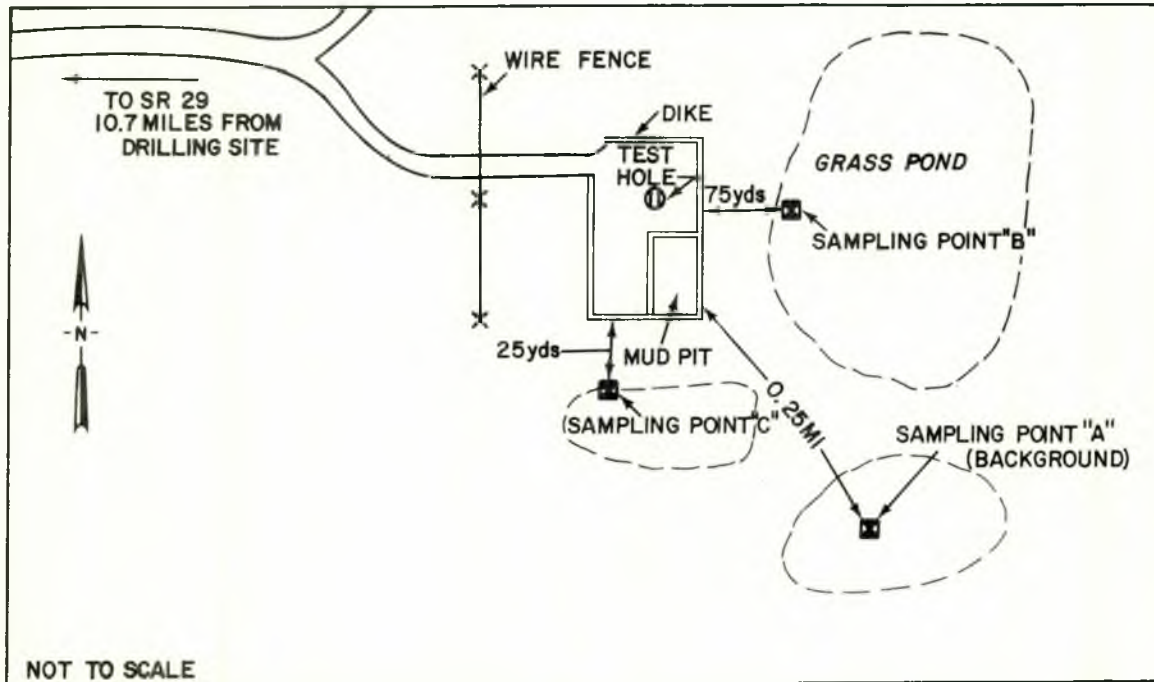 WIRE FENCE
TO SR 29
10.7 MILES FROM
DRILLING SITE
DIKE
TEST
HOLE
75yds
GRASS POND
SAMPLING POINT "B"
-N-
25yds
MUD PIT
SAMPLING POINT "C"
0.25MI
SAMPLING POINT "A"
(BACKGROUND)
NOT TO SCALE